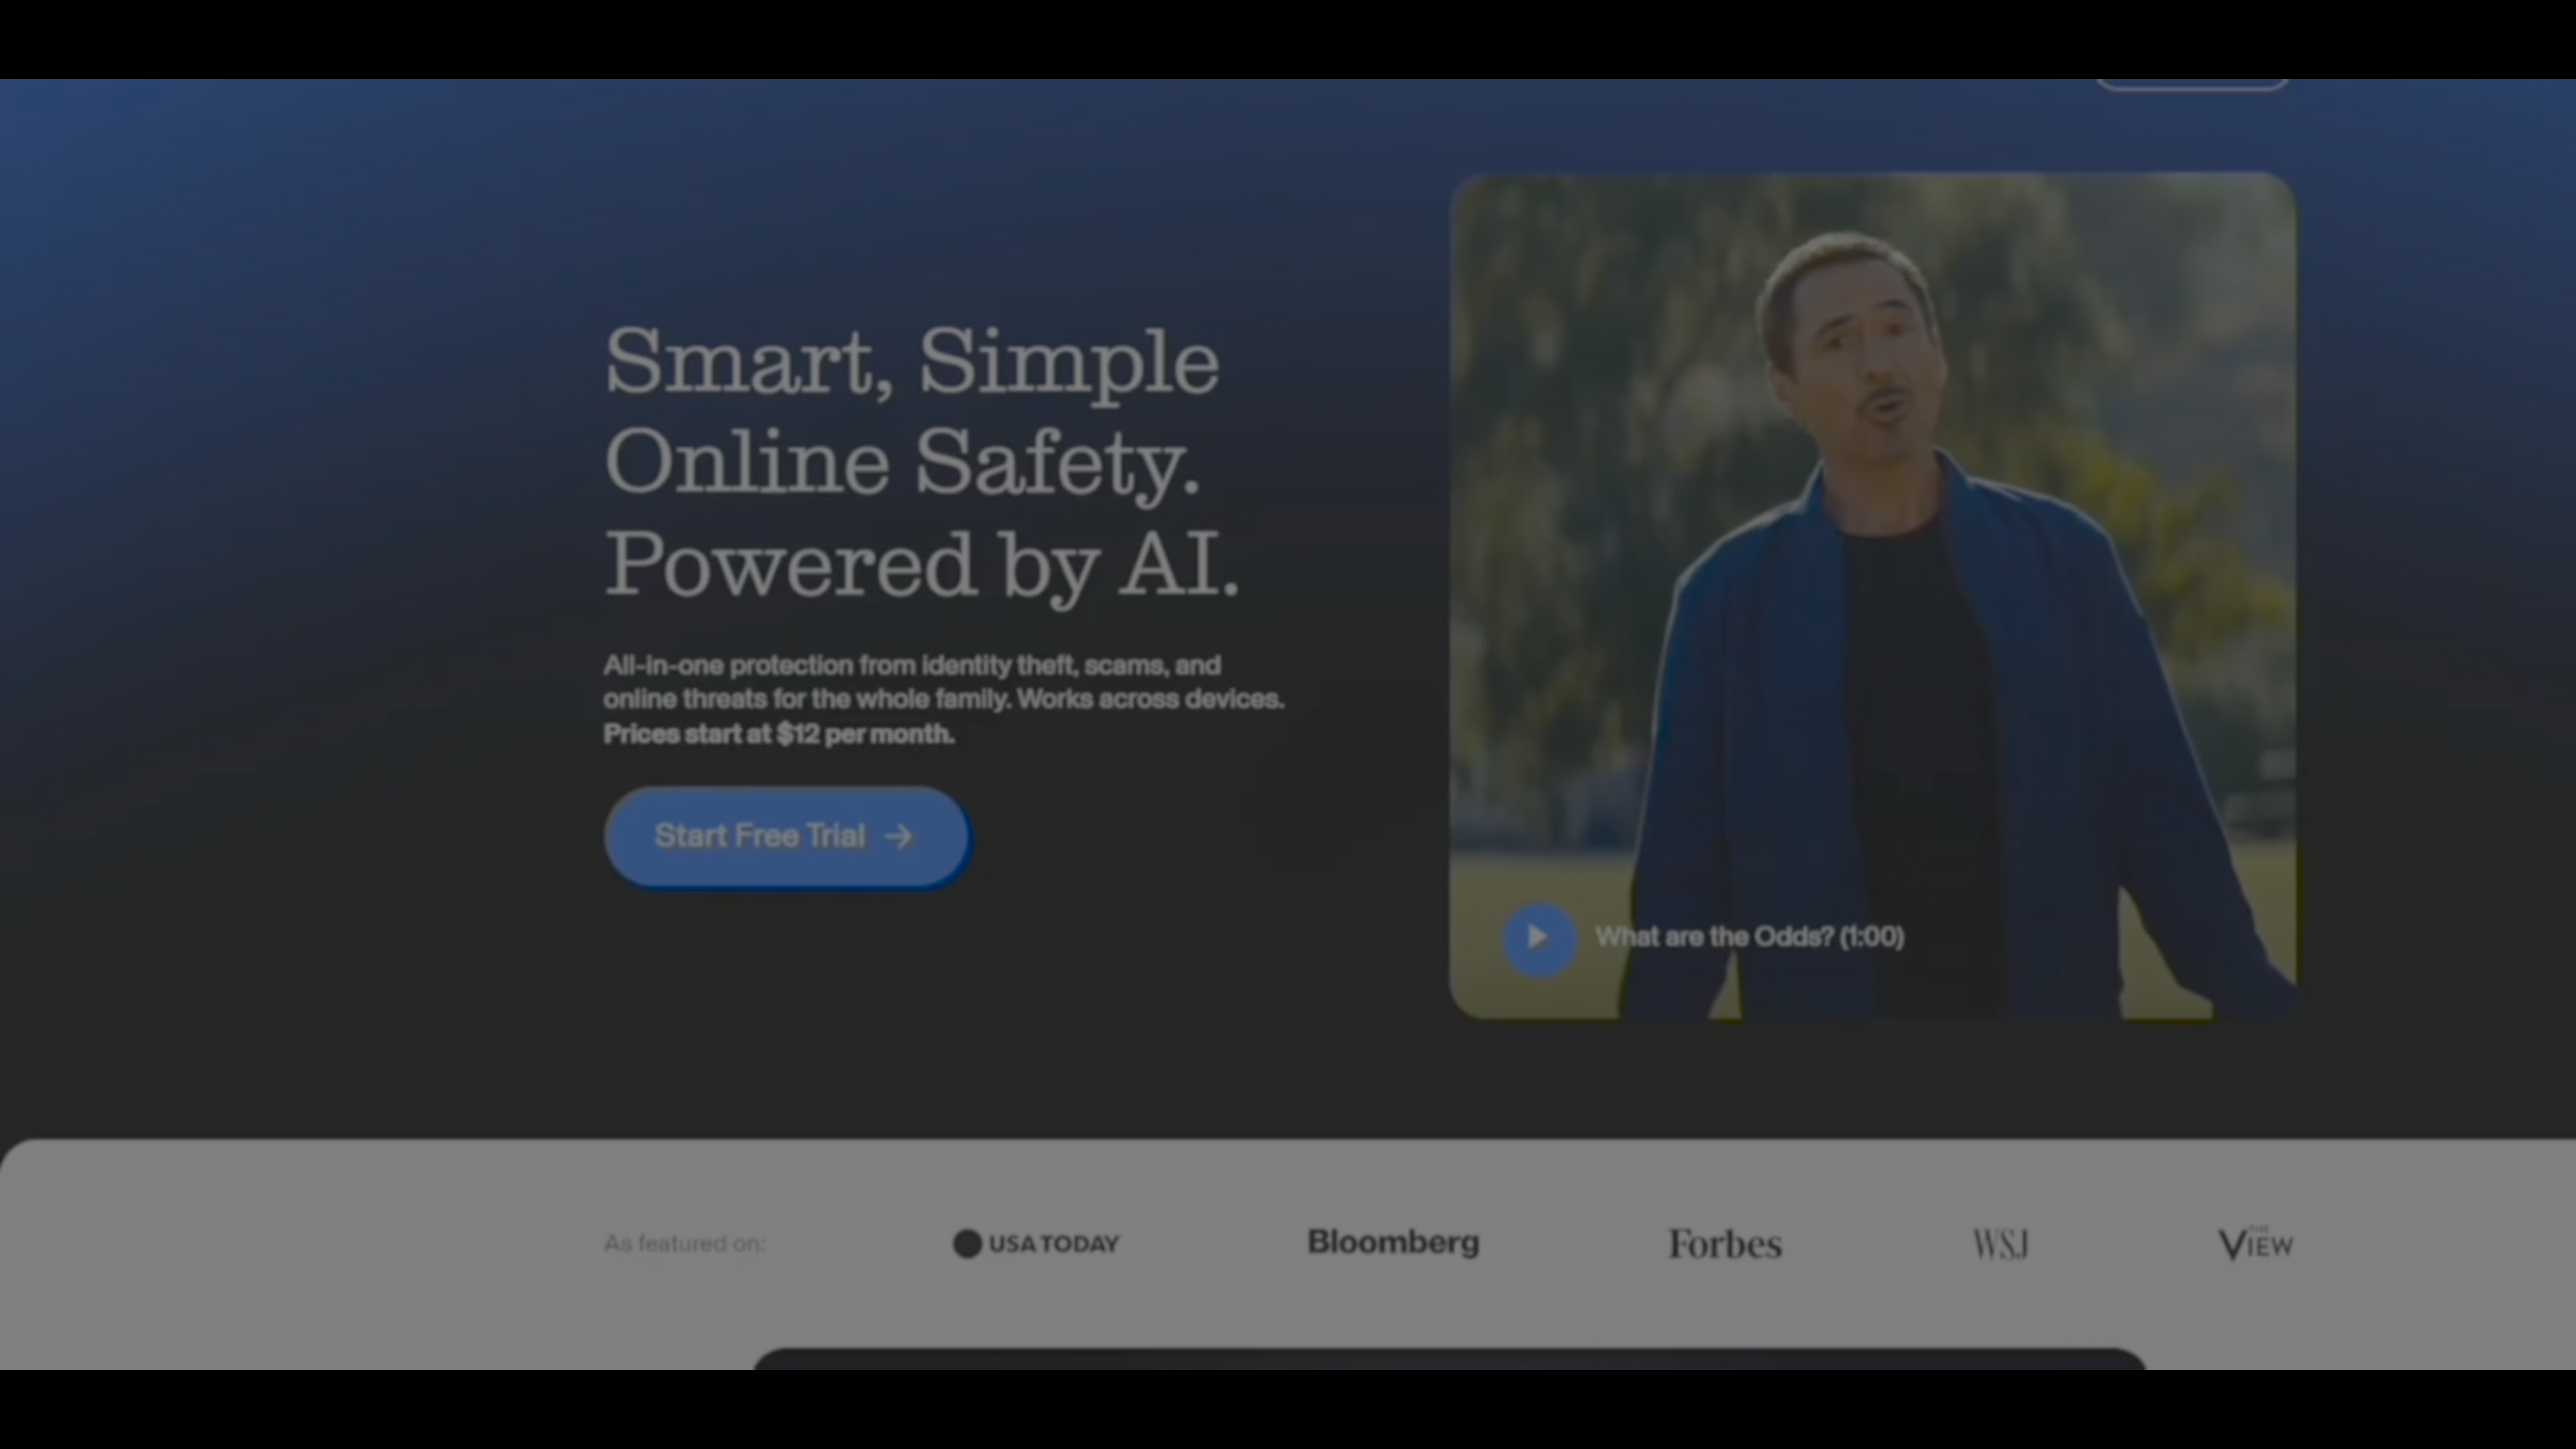 Smart, Simple
Online Safety.
Powered by AI.
All-in-one protection from identity theft, scams, and
online threats for the whole family. Works across devices.
Prices start at $12 per month.
Start Free Trial →
What are the Odds? (1:00)
As featured on:
USA TODAY
Bloomberg
Forbes
WSJ
THE
VIEW